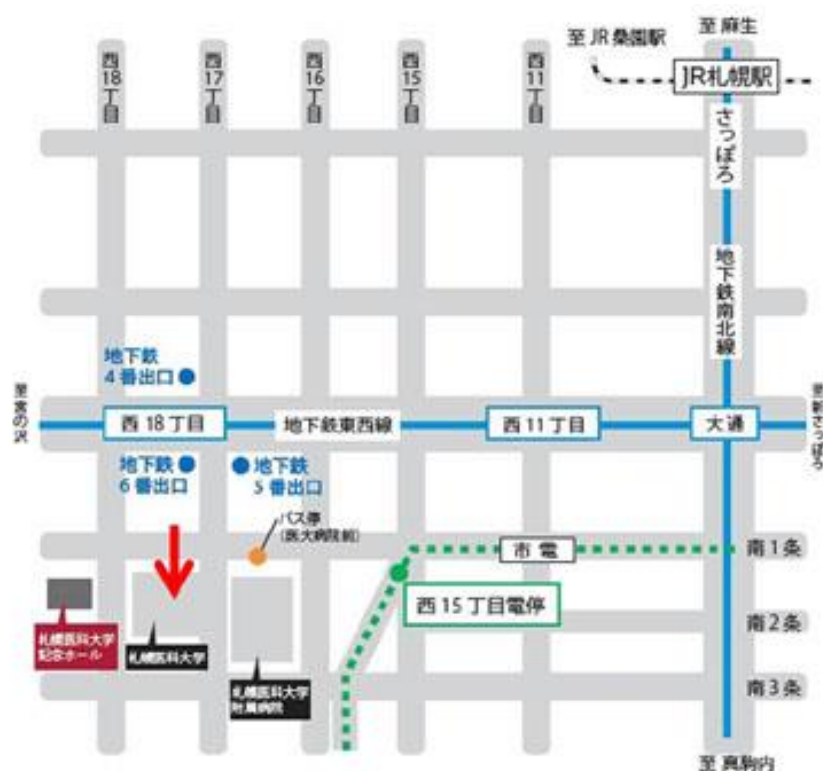 至 麻生
至 JR 桑園駅
JR札幌駅
西18丁目
西17丁目
西16丁目
西15丁目
西11丁目
さっぽろ
地下鉄南北線
地下鉄
4番出口
至宮の沢
西 18 丁目
地下鉄東西線
西 11 丁目
大 通
至新さっぽろ
地下鉄
6番出口
地下鉄
5番出口
バス停
(医大病院前)
市 電
南1条
西 15 丁目電停
南2条
札幌医科大学
記念ホール
札幌医科大学
札幌医科大学
附属病院
南3条
至 真駒内